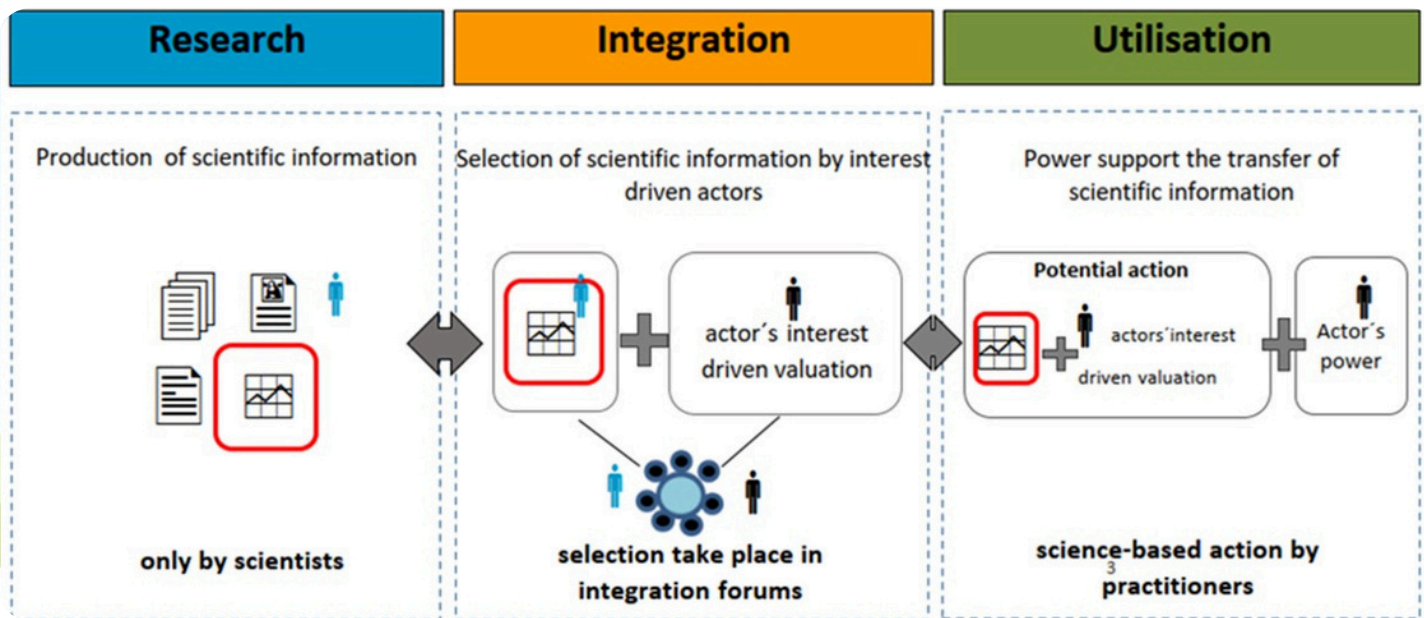 Research
Integration
Utilisation
Production of scientific information
only by scientists
Selection of scientific information by interest
driven actors
actor´s interest
driven valuation
selection take place in
integration forums
Power support the transfer of
scientific information
Potential action
actors´interest
driven valuation
Actor´s
power
science-based action by
3
practitioners